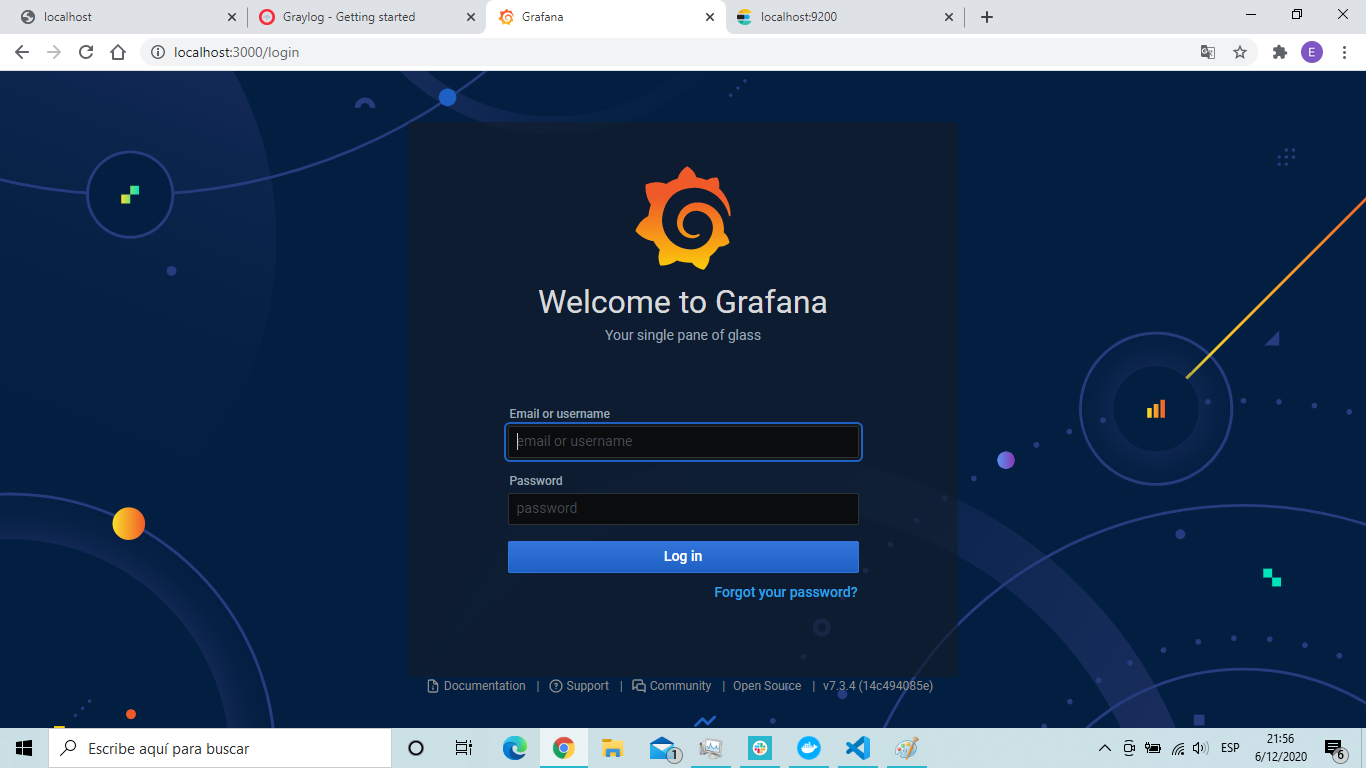 localhost
Graylog - Getting started
Grafana
localhost:9200
localhost:3000/login
E
Welcome to Grafana
Your single pane of glass
Email or username
email or username
Password
password
Log in
Forgot your password?
Documentation | Support | Community | Open Source | v7.3.4 (14c494085e)
Escribe aquí para buscar
1
ESP
21:56
6/12/2020
6